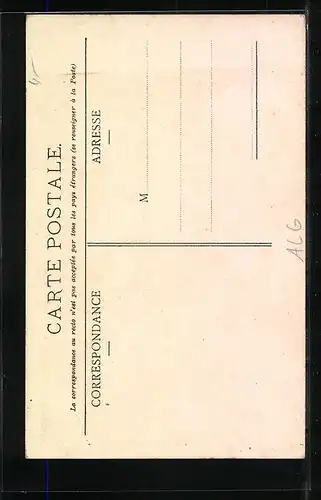 CARTE POSTALE.
La correspondance au recto n'est pas acceptée par tous les pays étrangers (se renseigner à la Poste)
CORRESPONDANCE
ADRESSE
M
ALG